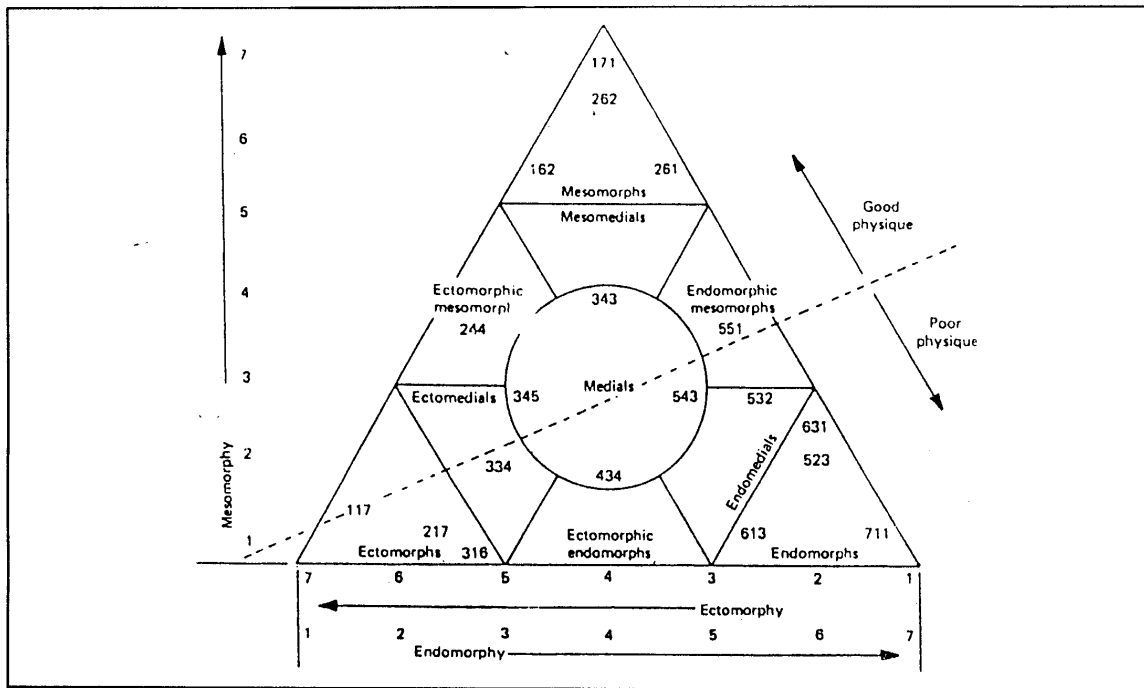 7
171
262
6
162
261
Mesomorphs
5
Mesomedials
Good
physique
4
Ectomorphic
mesomorpl
244
343
Endomorphic
mesomorphs
551
Poor
physique
3
Ectomedials
345
Medials
543
532
631
523
Endomedials
2
334
434
Mesomorphy
117
217
316
Ectomorphs
Ectomorphic
endomorphs
613
711
Endomorphs
1
7 6 5 4 3 2 1
Ectomorphy
1 2 3 4 5 6 7
Endomorphy